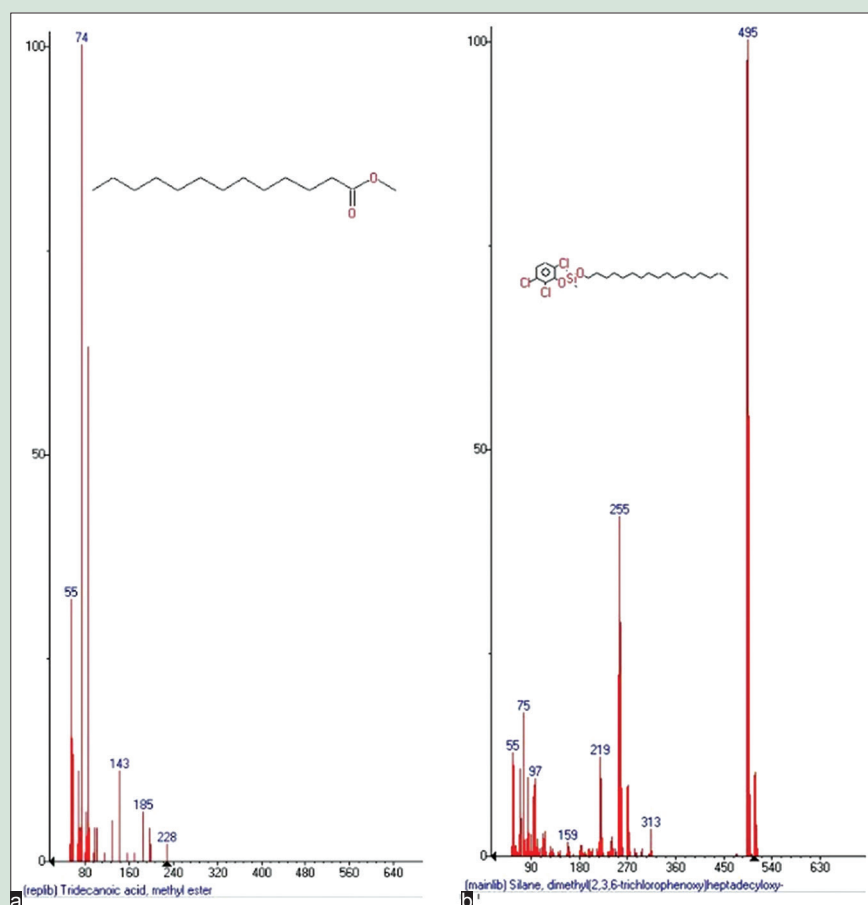 100
74
O
O
50
55
143
185
228
0
80
160
240
320
400
480
560
640
(replib) Tridecanoic acid, methyl ester
a
100
495
Cl
O
Si
Cl
O
Cl
50
255
75
55
219
97
313
159
0
90
180
270
360
450
540
630
(mainlib) Silane, dimethyl(2,3,6-trichlorophenoxy)heptadecyloxy-
b